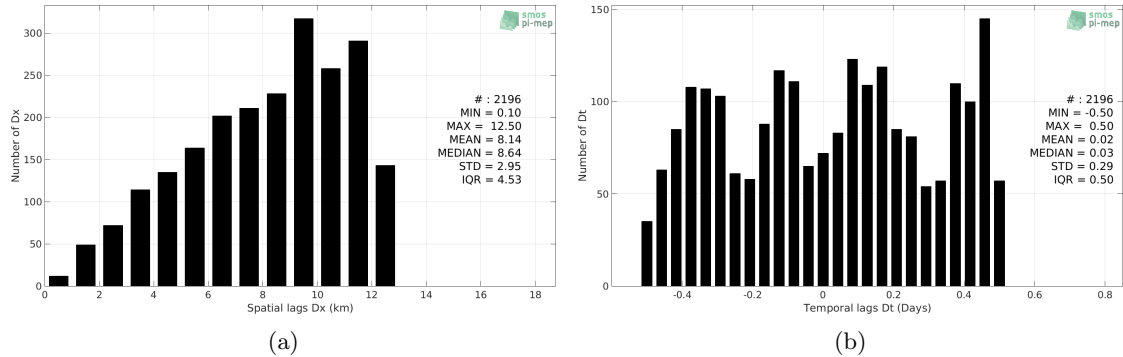 smos
pi-mep
300
250
200
150
100
50
0
Number of Dx
# : 2196
MIN = 0.10
MAX = 12.50
MEAN = 8.14
MEDIAN = 8.64
STD = 2.95
IQR = 4.53
0 2 4 6 8 10 12 14 16 18
Spatial lags Dx (km)
(a)
smos
pi-mep
150
100
50
0
Number of Dt
# : 2196
MIN = -0.50
MAX = 0.50
MEAN = 0.02
MEDIAN = 0.03
STD = 0.29
IQR = 0.50
-0.4 -0.2 0 0.2 0.4 0.6 0.8
Temporal lags Dt (Days)
(b)